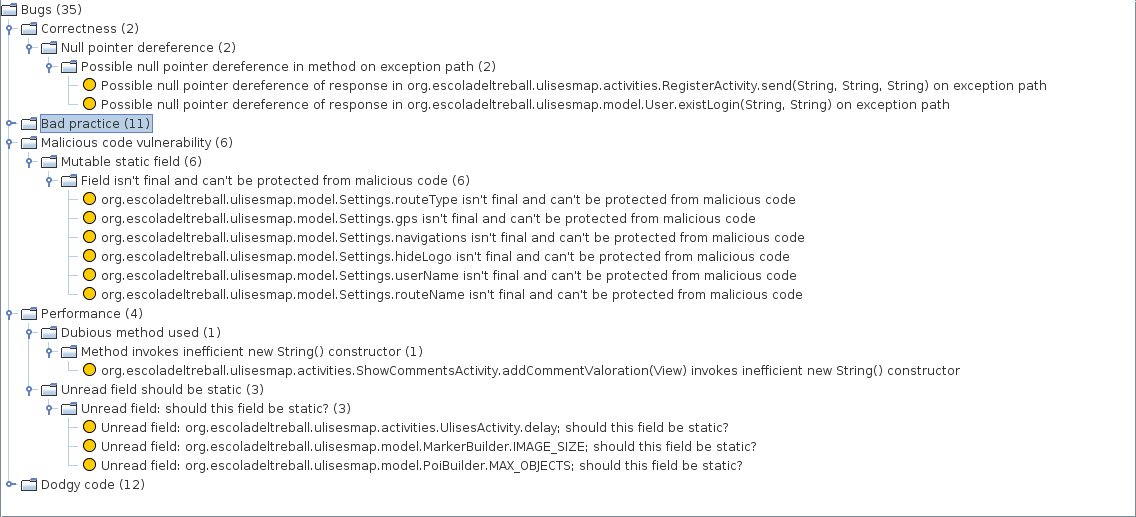 Bugs (35)
Correctness (2)
Null pointer dereference (2)
Possible null pointer dereference in method on exception path (2)
Possible null pointer dereference of response in org.escoladeltreball.ulisesmap.activities.RegisterActivity.send(String, String, String) on exception path
Possible null pointer dereference of response in org.escoladeltreball.ulisesmap.model.User.existLogin(String, String) on exception path
Bad practice (11)
Malicious code vulnerability (6)
Mutable static field (6)
Field isn't final and can't be protected from malicious code (6)
org.escoladeltreball.ulisesmap.model.Settings.routeType isn't final and can't be protected from malicious code
org.escoladeltreball.ulisesmap.model.Settings.gps isn't final and can't be protected from malicious code
org.escoladeltreball.ulisesmap.model.Settings.navigations isn't final and can't be protected from malicious code
org.escoladeltreball.ulisesmap.model.Settings.hideLogo isn't final and can't be protected from malicious code
org.escoladeltreball.ulisesmap.model.Settings.userName isn't final and can't be protected from malicious code
org.escoladeltreball.ulisesmap.model.Settings.routeName isn't final and can't be protected from malicious code
Performance (4)
Dubious method used (1)
Method invokes inefficient new String() constructor (1)
org.escoladeltreball.ulisesmap.activities.ShowCommentsActivity.addCommentValoration(View) invokes inefficient new String() constructor
Unread field should be static (3)
Unread field: should this field be static? (3)
Unread field: org.escoladeltreball.ulisesmap.activities.UlisesActivity.delay; should this field be static?
Unread field: org.escoladeltreball.ulisesmap.model.MarkerBuilder.IMAGE_SIZE; should this field be static?
Unread field: org.escoladeltreball.ulisesmap.model.PoiBuilder.MAX_OBJECTS; should this field be static?
Dodgy code (12)